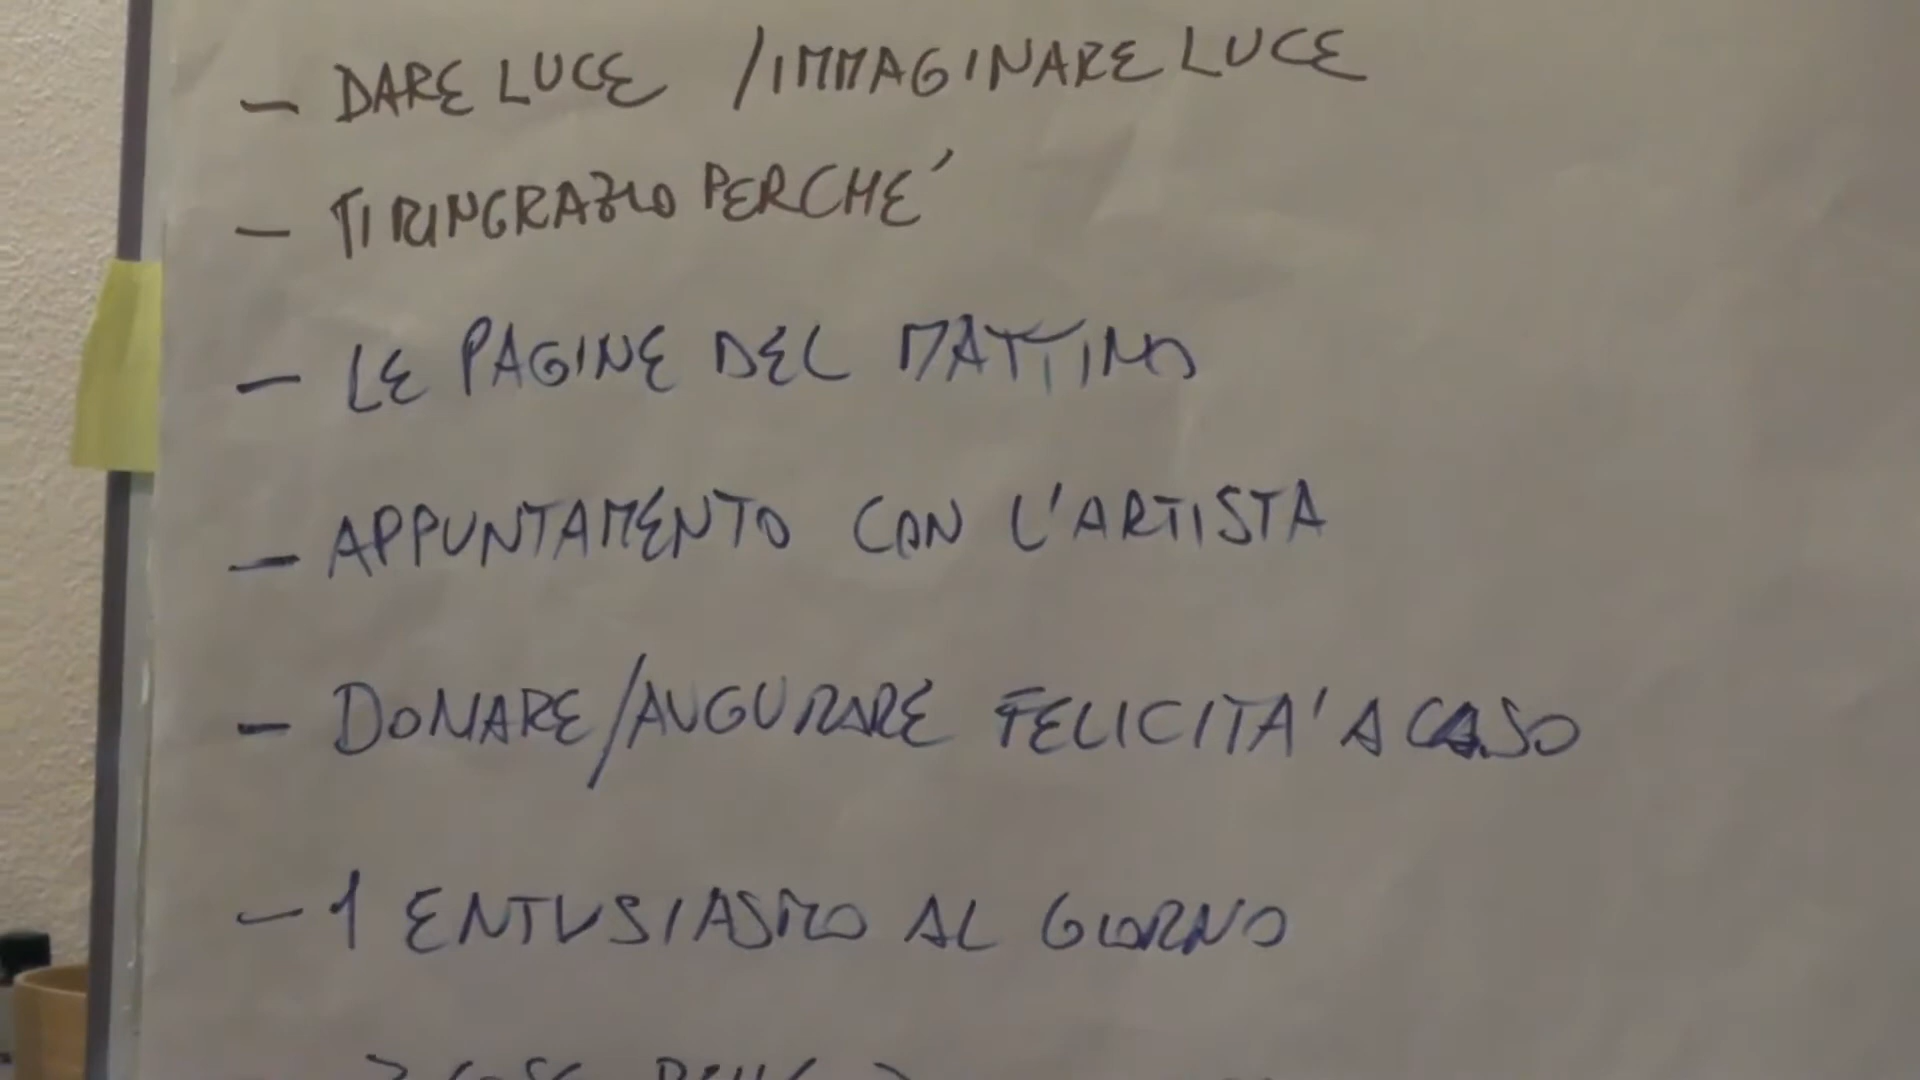 - DARE LUCE / IMMAGINARE LUCE
- TI RINGRAZIO PERCHE'
- LE PAGINE DEL MATTINO
- APPUNTAMENTO CON L'ARTISTA
- DONARE/AUGURARE FELICITA' A CASO
- 1 ENTUSIASMO AL GIORNO